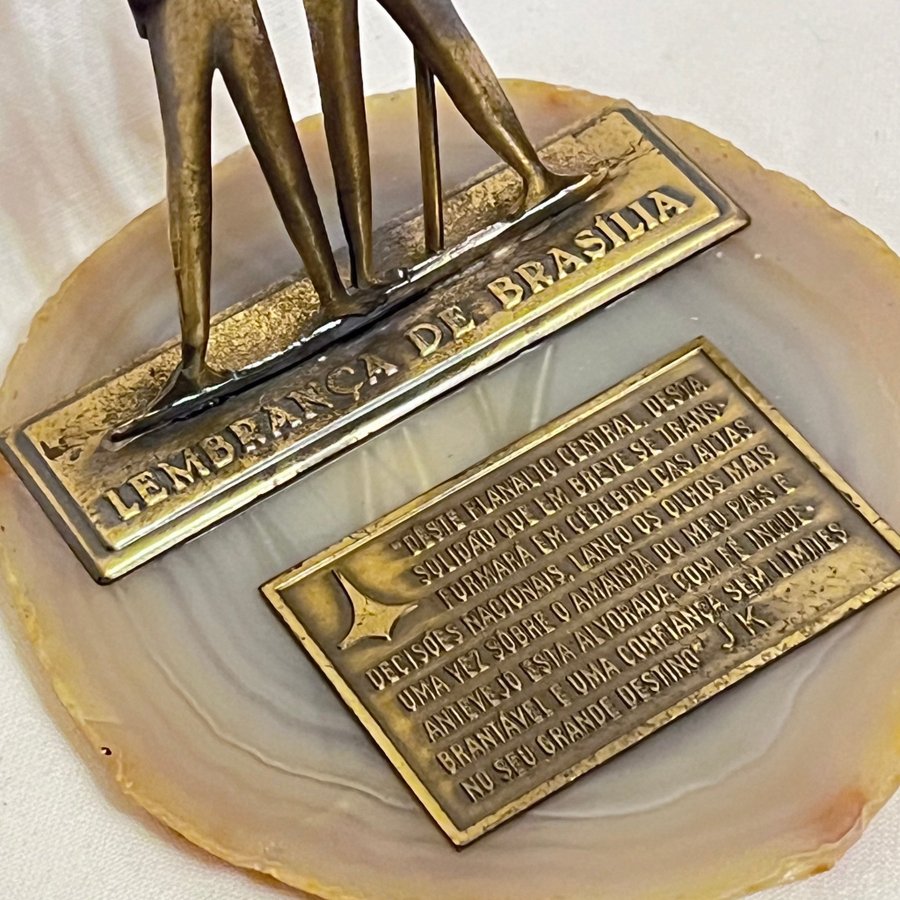 LEMBRANÇA DE BRASÍLIA
"DESTE PLANALTO CENTRAL, DESTA
SOLIDÃO QUE EM BREVE SE TRANS-
FORMARÁ EM CÉREBRO DAS ALTAS
DECISÕES NACIONAIS, LANÇO OS OLHOS MAIS
UMA VEZ SÔBRE O AMANHÃ DO MEU PAÍS E
ANTEVEJO ESTA ALVORADA COM FÉ INQUE-
BRANTÁVEL E UMA CONFIANÇA SEM LIMITES
NO SEU GRANDE DESTINO" JK